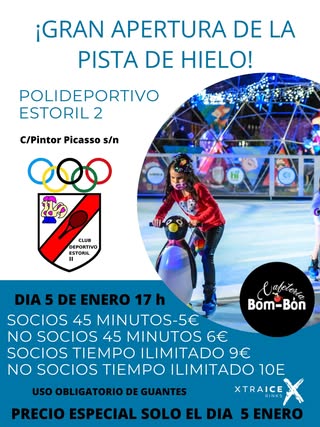 ¡GRAN APERTURA DE LA
PISTA DE HIELO!
POLIDEPORTIVO
ESTORIL 2
C/Pintor Picasso s/n
CLUB
DEPORTIVO
ESTORIL
II
Cafetería
Bom-Bón
DIA 5 DE ENERO 17 h
SOCIOS 45 MINUTOS-5€
NO SOCIOS 45 MINUTOS 6€
SOCIOS TIEMPO ILIMITADO 9€
NO SOCIOS TIEMPO ILIMITADO 10E
USO OBLIGATORIO DE GUANTES
XTRAICE
RINKS
PRECIO ESPECIAL SOLO EL DIA 5 ENERO